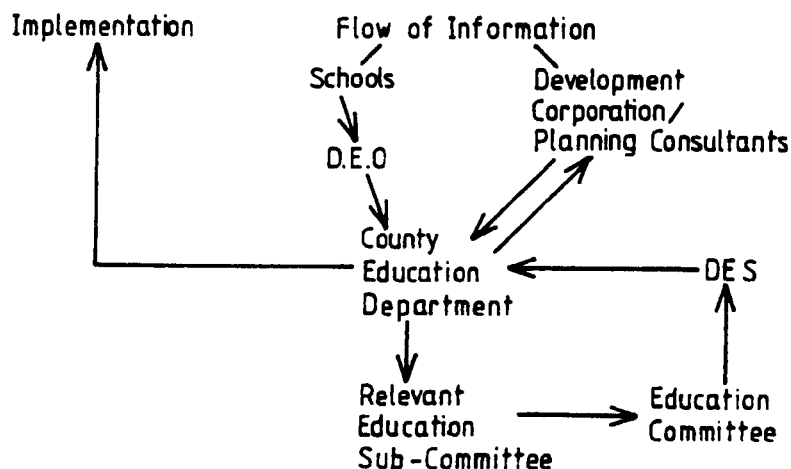 Implementation
Flow of Information
Schools
Development
Corporation/
Planning Consultants
D.E.O
County
Education
Department
DES
Relevant
Education
Sub-Committee
Education
Committee